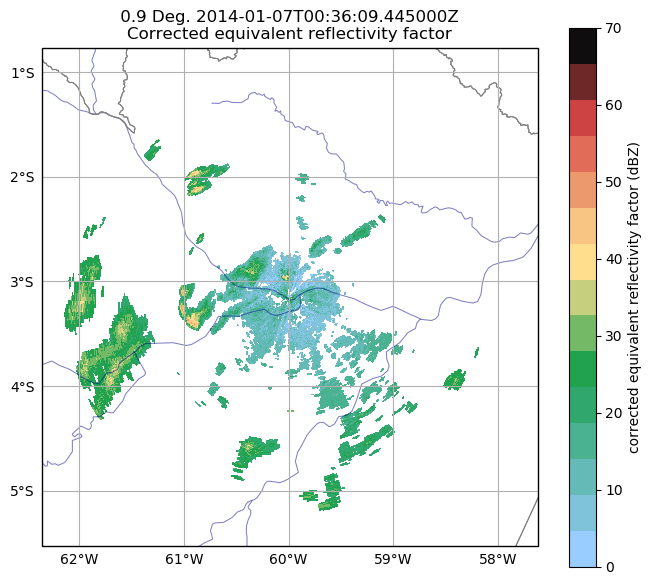 0.9 Deg. 2014-01-07T00:36:09.445000Z
Corrected equivalent reflectivity factor
1°S
2°S
3°S
4°S
5°S
62°W
61°W
60°W
59°W
58°W
70
60
50
40
30
20
10
0
corrected equivalent reflectivity factor (dBZ)